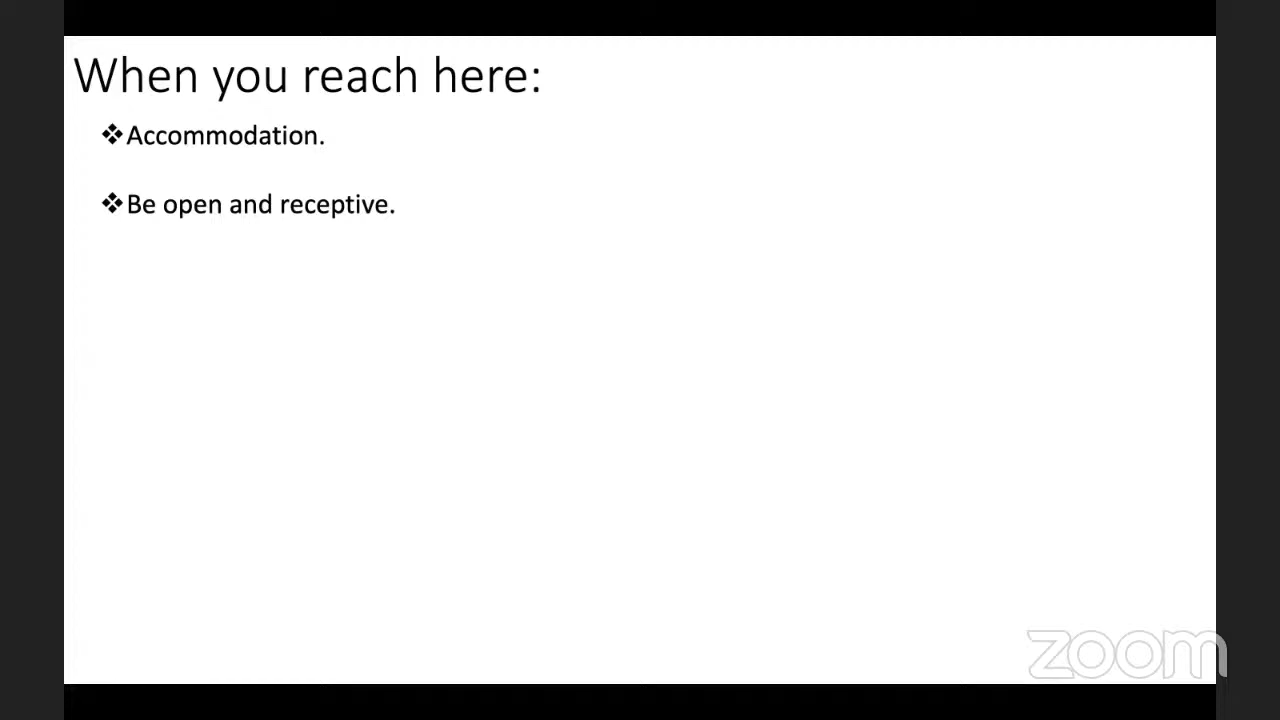 When you reach here:
❖Accommodation.
❖Be open and receptive.
zoom